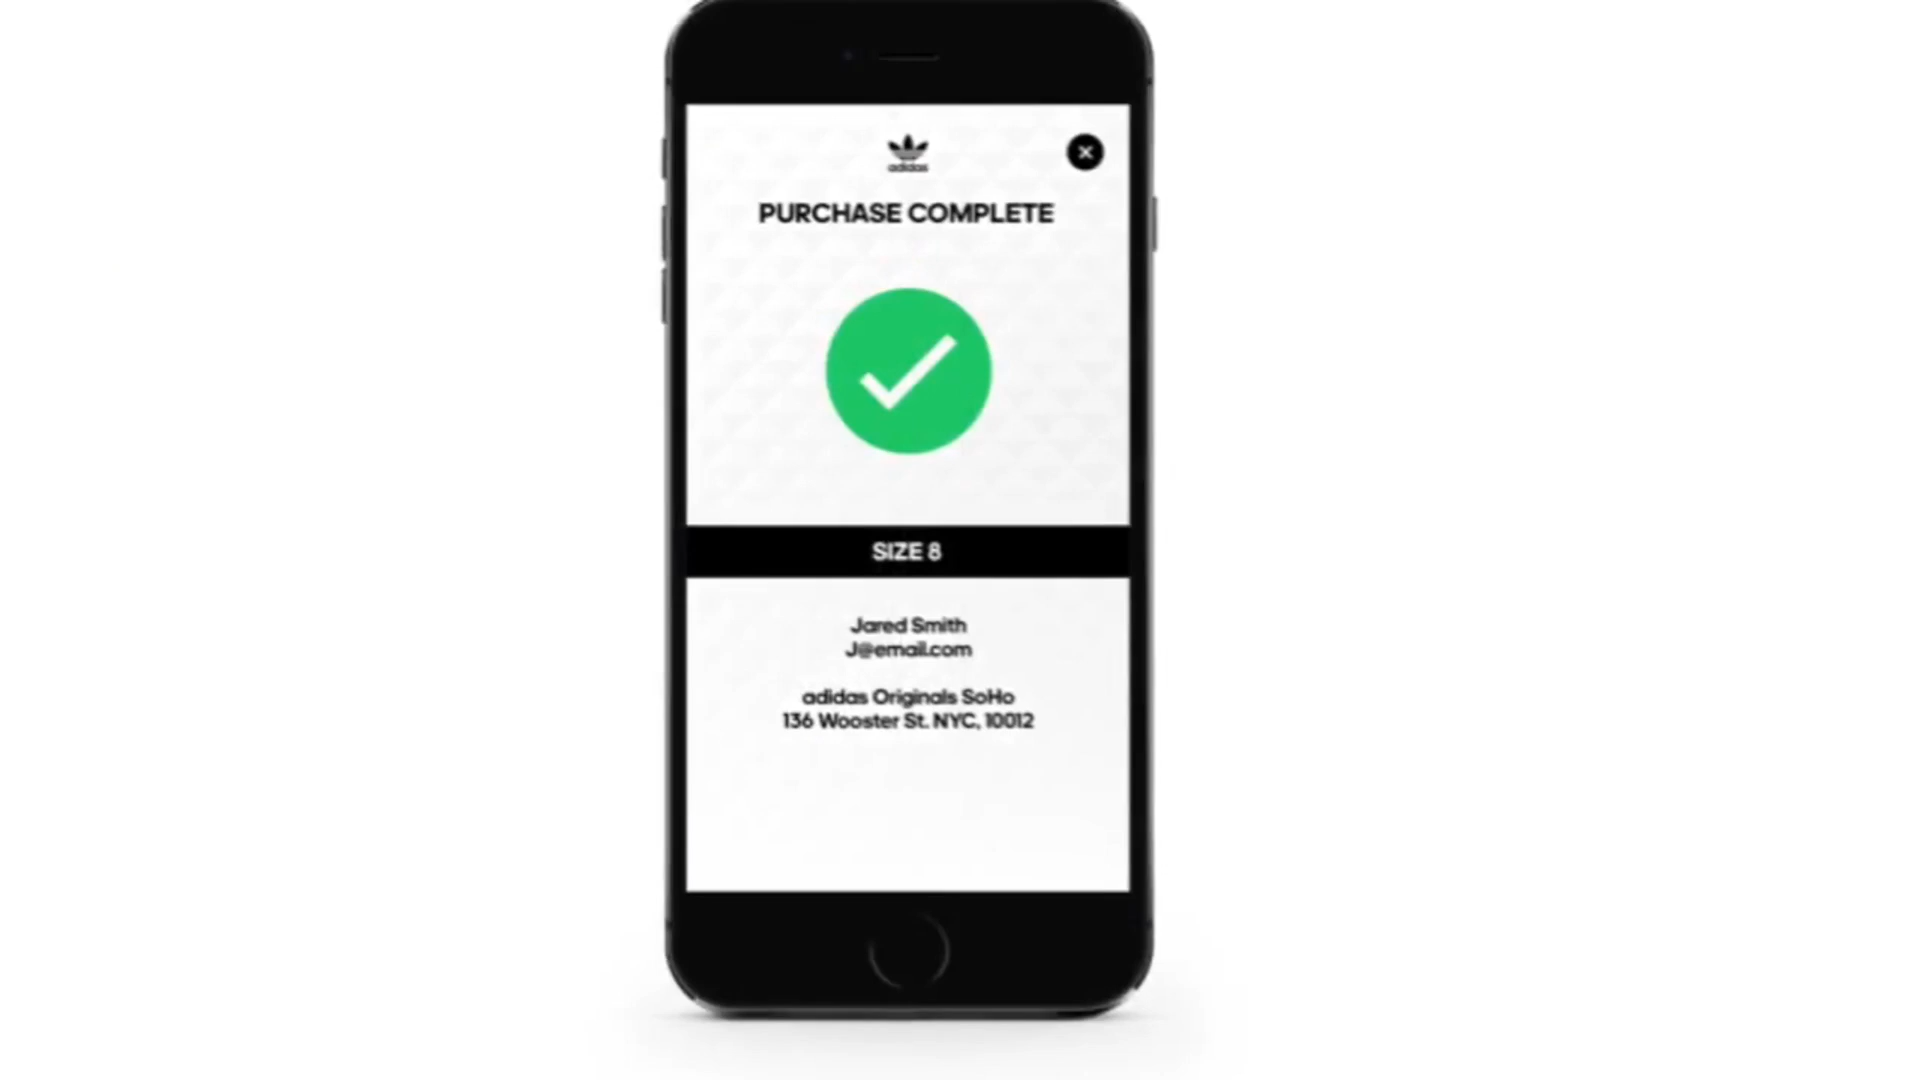 adidas
PURCHASE COMPLETE
SIZE 8
Jared Smith
J@email.com
adidas Originals SoHo
136 Wooster St. NYC, 10012